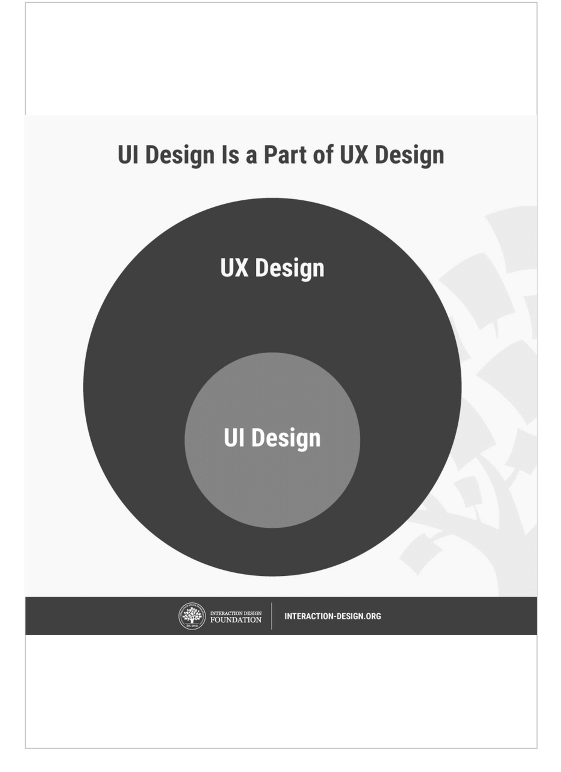 UI Design Is a Part of UX Design
UX Design
UI Design
INTERACTION DESIGN
FOUNDATION
INTERACTION-DESIGN.ORG